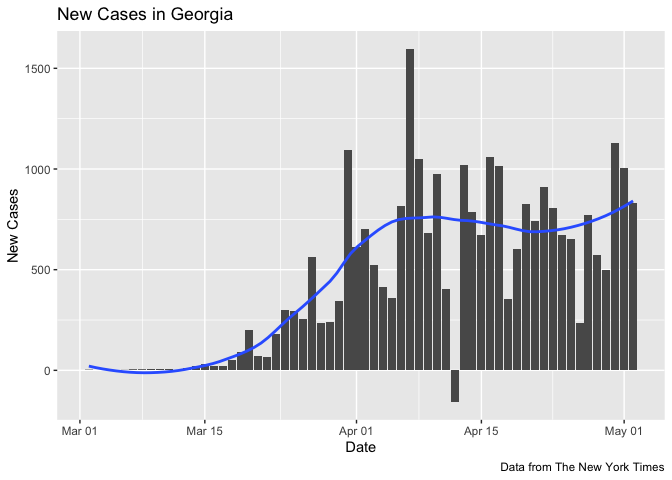 New Cases in Georgia
1500
1000
500
0
New Cases
Mar 01 Mar 15 Apr 01 Apr 15 May 01
Date
Data from The New York Times